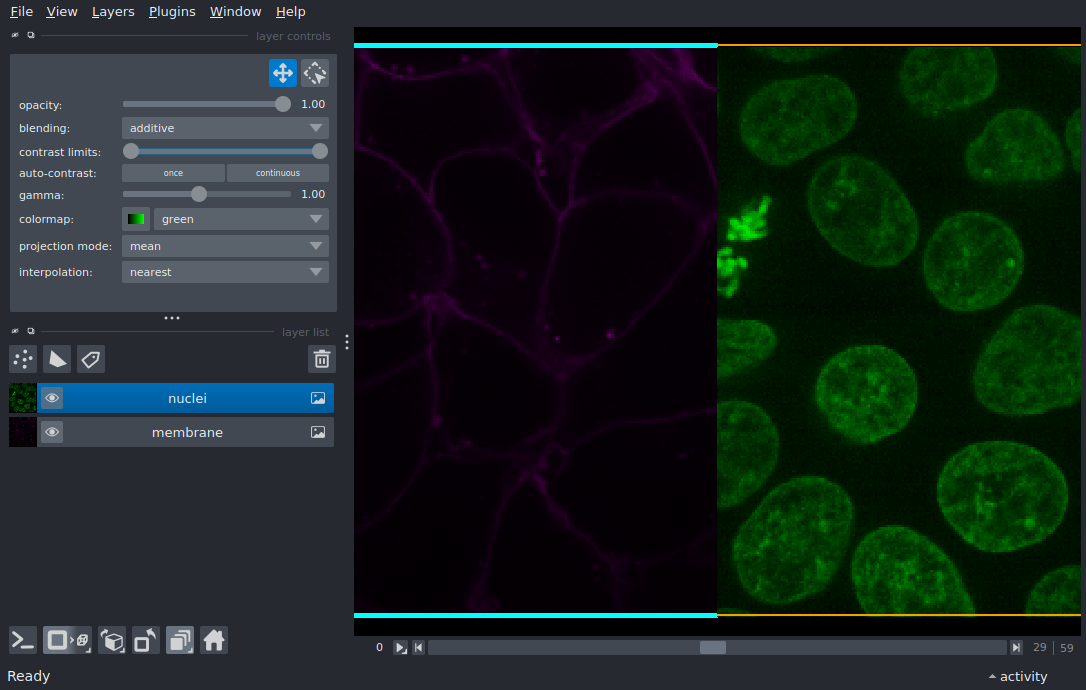 File View Layers Plugins Window Help
layer controls
opacity: 1.00
blending: additive
contrast limits:
auto-contrast: once continuous
gamma: 1.00
colormap: green
projection mode: mean
interpolation: nearest
layer list
nuclei
membrane
0 29 59
Ready activity